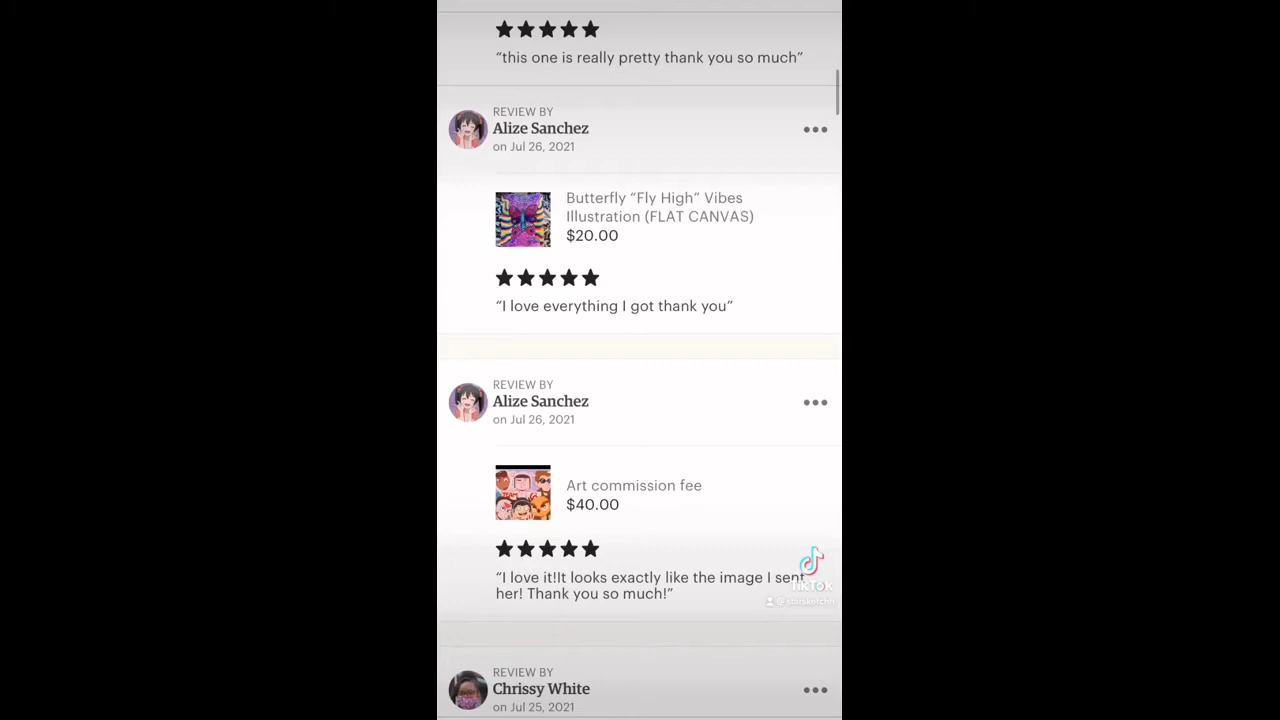 “this one is really pretty thank you so much”
REVIEW BY
Alize Sanchez
on Jul 26, 2021
Butterfly “Fly High” Vibes
Illustration (FLAT CANVAS)
$20.00
“I love everything I got thank you”
REVIEW BY
Alize Sanchez
on Jul 26, 2021
TEAM
Art commission fee
$40.00
“I love it!It looks exactly like the image I sent
her! Thank you so much!”
TikTok
REVIEW BY
Chrissy White
on Jul 25, 2021